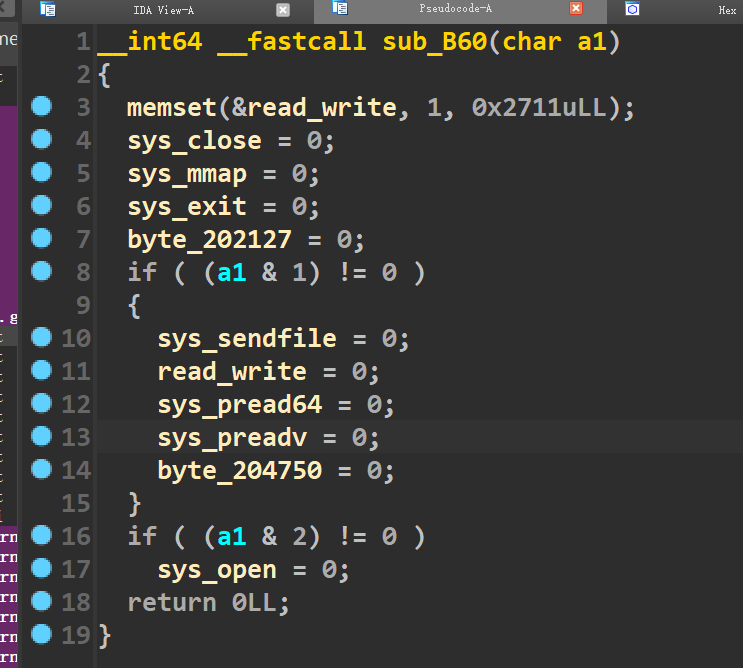 IDA View-A Pseudocode-A Hex
1 __int64 __fastcall sub_B60(char a1)
2 {
3 memset(&read_write, 1, 0x2711uLL);
4 sys_close = 0;
5 sys_mmap = 0;
6 sys_exit = 0;
7 byte_202127 = 0;
8 if ( (a1 & 1) != 0 )
9 {
10 sys_sendfile = 0;
11 read_write = 0;
12 sys_pread64 = 0;
13 sys_preadv = 0;
14 byte_204750 = 0;
15 }
16 if ( (a1 & 2) != 0 )
17 sys_open = 0;
18 return 0LL;
19 }